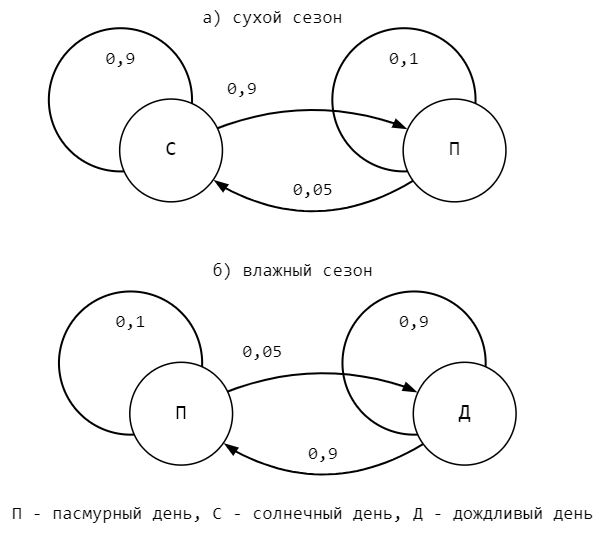 а) сухой сезон
0,9
0,1
0,9
С
П
0,05
б) влажный сезон
0,1
0,9
0,05
П
Д
0,9
П - пасмурный день, С - солнечный день, Д - дождливый день